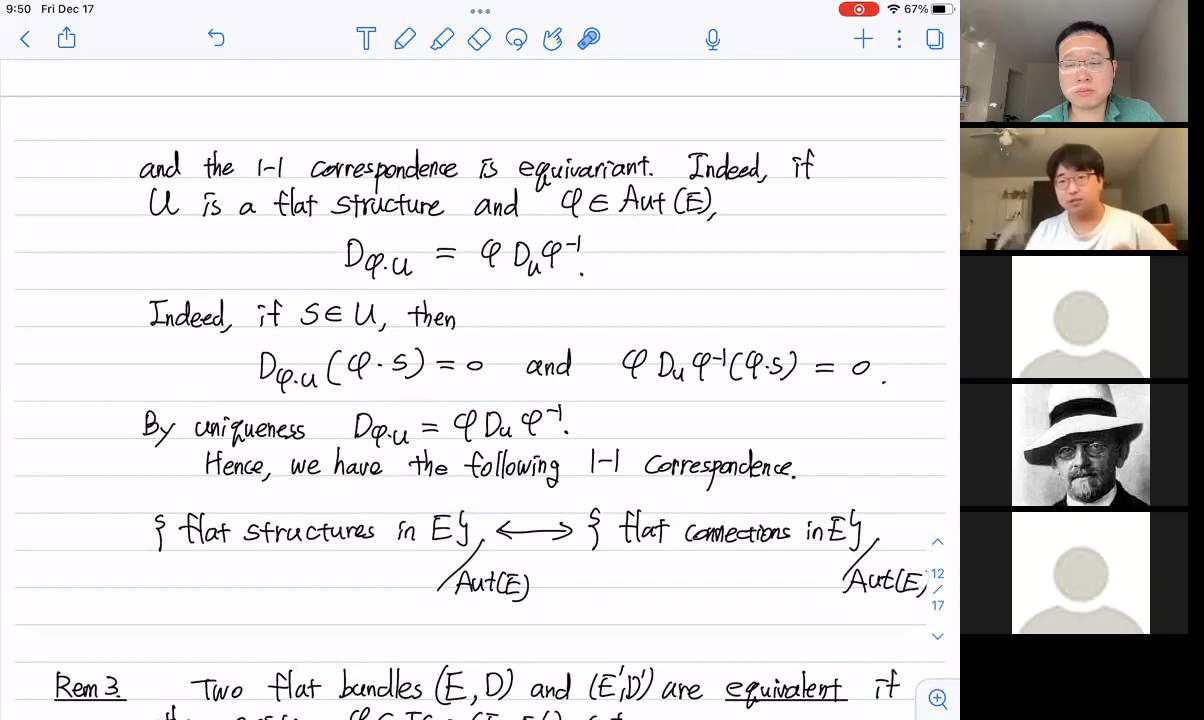 9:50 Fri Dec 17
67%
and the 1-1 correspondence is equivariant. Indeed, if
U is a flat structure and φ ∈ Aut(E),
D_{φ·U} = φ D_U φ⁻¹.
Indeed, if s ∈ U, then
D_{φ·U}(φ·s) = 0 and φ D_U φ⁻¹(φ·s) = 0.
By uniqueness D_{φ·U} = φ D_U φ⁻¹.
Hence, we have the following 1-1 correspondence.
{ flat structures in E} / Aut(E) ⟷ { flat connections in E} / Aut(E)
12
/
17
Rem 3. Two flat bundles (E, D) and (E', D') are equivalent if